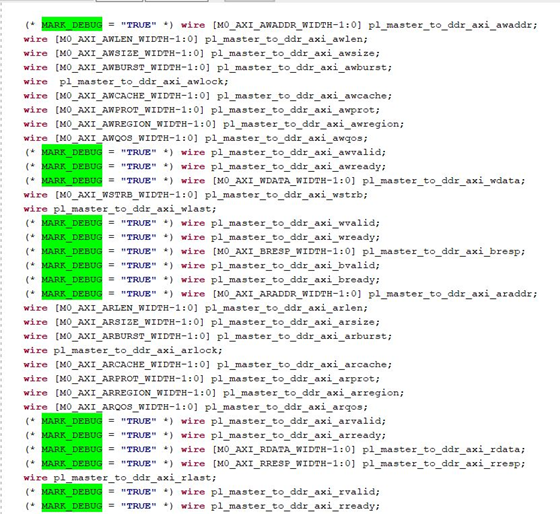 (* MARK_DEBUG = "TRUE" *) wire [M0_AXI_AWADDR_WIDTH-1:0] pl_master_to_ddr_axi_awaddr;
wire [M0_AXI_AWLEN_WIDTH-1:0] pl_master_to_ddr_axi_awlen;
wire [M0_AXI_AWSIZE_WIDTH-1:0] pl_master_to_ddr_axi_awsize;
wire [M0_AXI_AWBURST_WIDTH-1:0] pl_master_to_ddr_axi_awburst;
wire  pl_master_to_ddr_axi_awlock;
wire [M0_AXI_AWCACHE_WIDTH-1:0] pl_master_to_ddr_axi_awcache;
wire [M0_AXI_AWPROT_WIDTH-1:0] pl_master_to_ddr_axi_awprot;
wire [M0_AXI_AWREGION_WIDTH-1:0] pl_master_to_ddr_axi_awregion;
wire [M0_AXI_AWQOS_WIDTH-1:0] pl_master_to_ddr_axi_awqos;
(* MARK_DEBUG = "TRUE" *) wire pl_master_to_ddr_axi_awvalid;
(* MARK_DEBUG = "TRUE" *) wire pl_master_to_ddr_axi_awready;
(* MARK_DEBUG = "TRUE" *) wire [M0_AXI_WDATA_WIDTH-1:0] pl_master_to_ddr_axi_wdata;
wire [M0_AXI_WSTRB_WIDTH-1:0] pl_master_to_ddr_axi_wstrb;
wire pl_master_to_ddr_axi_wlast;
(* MARK_DEBUG = "TRUE" *) wire pl_master_to_ddr_axi_wvalid;
(* MARK_DEBUG = "TRUE" *) wire pl_master_to_ddr_axi_wready;
(* MARK_DEBUG = "TRUE" *) wire [M0_AXI_BRESP_WIDTH-1:0] pl_master_to_ddr_axi_bresp;
(* MARK_DEBUG = "TRUE" *) wire pl_master_to_ddr_axi_bvalid;
(* MARK_DEBUG = "TRUE" *) wire pl_master_to_ddr_axi_bready;
(* MARK_DEBUG = "TRUE" *) wire [M0_AXI_ARADDR_WIDTH-1:0] pl_master_to_ddr_axi_araddr;
wire [M0_AXI_ARLEN_WIDTH-1:0] pl_master_to_ddr_axi_arlen;
wire [M0_AXI_ARSIZE_WIDTH-1:0] pl_master_to_ddr_axi_arsize;
wire [M0_AXI_ARBURST_WIDTH-1:0] pl_master_to_ddr_axi_arburst;
wire pl_master_to_ddr_axi_arlock;
wire [M0_AXI_ARCACHE_WIDTH-1:0] pl_master_to_ddr_axi_arcache;
wire [M0_AXI_ARPROT_WIDTH-1:0] pl_master_to_ddr_axi_arprot;
wire [M0_AXI_ARREGION_WIDTH-1:0] pl_master_to_ddr_axi_arregion;
wire [M0_AXI_ARQOS_WIDTH-1:0] pl_master_to_ddr_axi_arqos;
(* MARK_DEBUG = "TRUE" *) wire pl_master_to_ddr_axi_arvalid;
(* MARK_DEBUG = "TRUE" *) wire pl_master_to_ddr_axi_arready;
(* MARK_DEBUG = "TRUE" *) wire [M0_AXI_RDATA_WIDTH-1:0] pl_master_to_ddr_axi_rdata;
(* MARK_DEBUG = "TRUE" *) wire [M0_AXI_RRESP_WIDTH-1:0] pl_master_to_ddr_axi_rresp;
wire pl_master_to_ddr_axi_rlast;
(* MARK_DEBUG = "TRUE" *) wire pl_master_to_ddr_axi_rvalid;
(* MARK_DEBUG = "TRUE" *) wire pl_master_to_ddr_axi_rready;